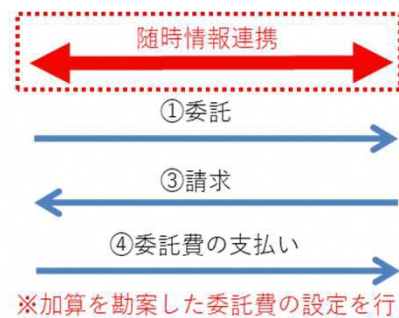 随時情報連携
①委託
③請求
④委託費の支払い
※加算を勘案した委託費の設定を行